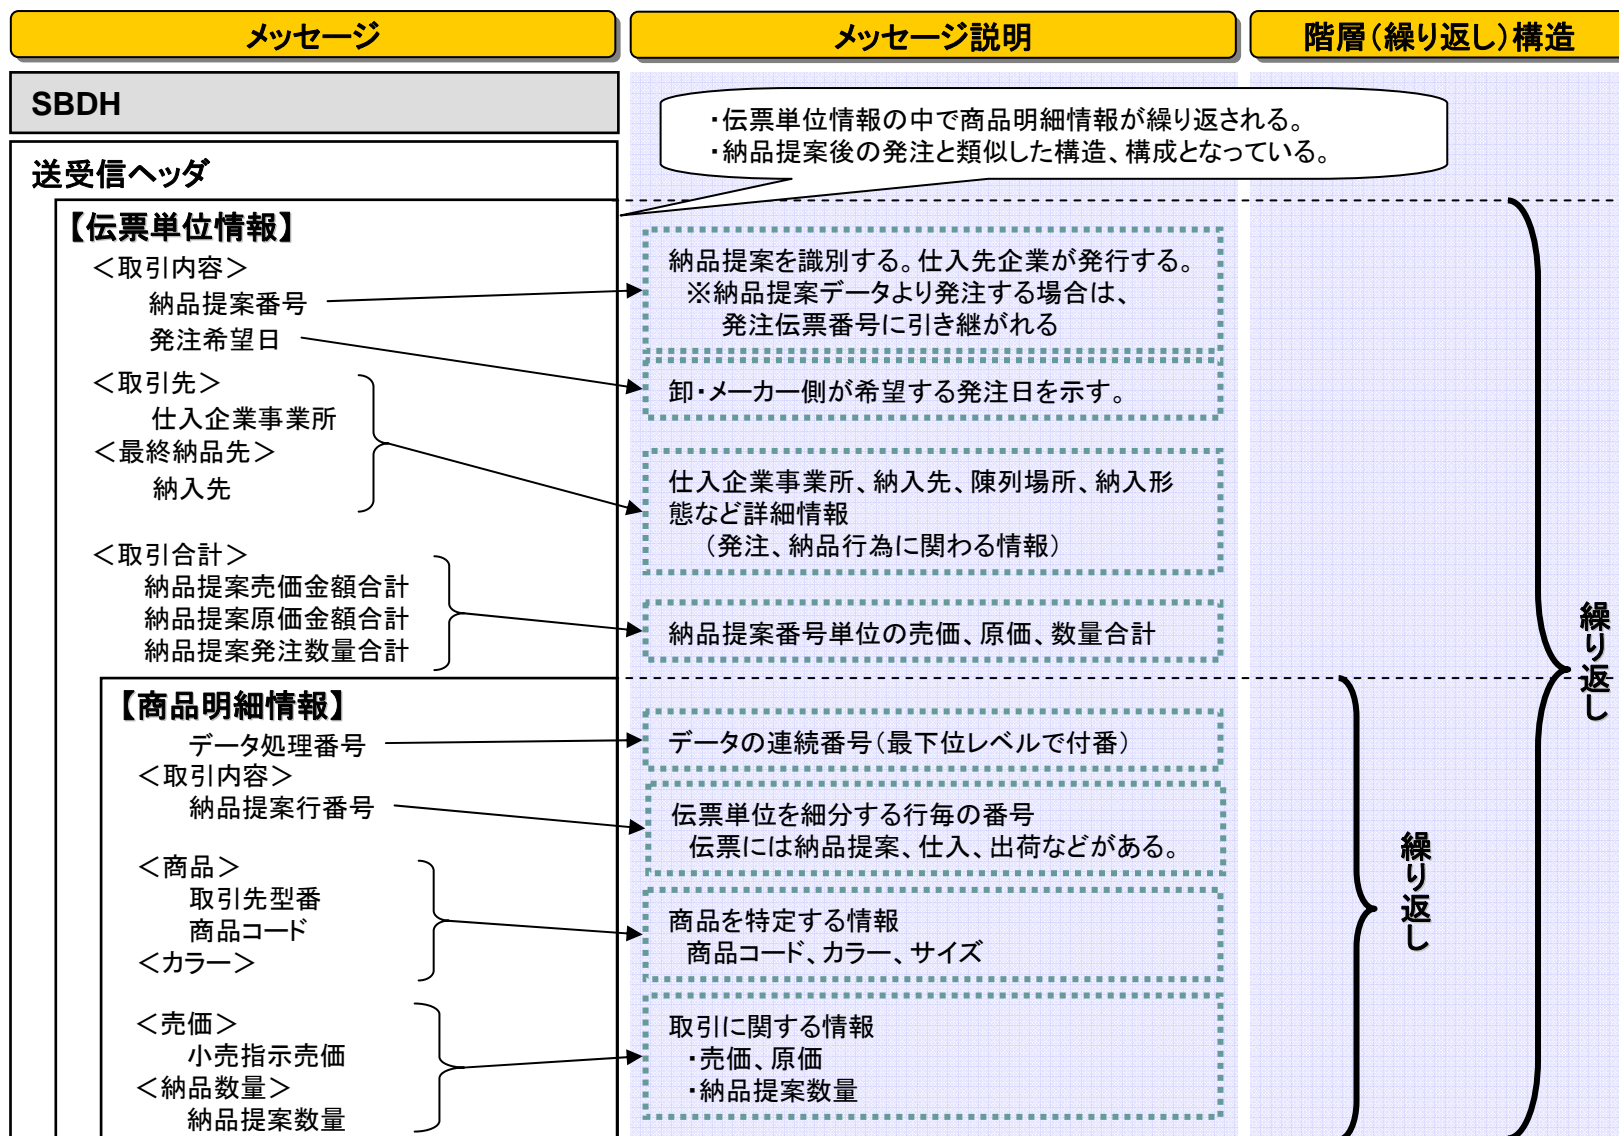 メッセージ
メッセージ説明
階層(繰り返し)構造
SBDH
・伝票単位情報の中で商品明細情報が繰り返される。
・納品提案後の発注と類似した構造、構成となっている。
送受信ヘッダ
【伝票単位情報】
＜取引内容＞
納品提案番号
発注希望日
＜取引先＞
仕入企業事業所
＜最終納品先＞
納入先
＜取引合計＞
納品提案売価金額合計
納品提案原価金額合計
納品提案発注数量合計
【商品明細情報】
データ処理番号
＜取引内容＞
納品提案行番号
＜商品＞
取引先型番
商品コード
＜カラー＞
＜売価＞
小売指示売価
＜納品数量＞
納品提案数量
納品提案を識別する。仕入先企業が発行する。
※納品提案データより発注する場合は、
発注伝票番号に引き継がれる
卸・メーカー側が希望する発注日を示す。
仕入企業事業所、納入先、陳列場所、納入形
態など詳細情報
(発注、納品行為に関わる情報)
納品提案番号単位の売価、原価、数量合計
データの連続番号(最下位レベルで付番)
伝票単位を細分する行毎の番号
伝票には納品提案、仕入、出荷などがある。
商品を特定する情報
商品コード、カラー、サイズ
取引に関する情報
・売価、原価
・納品提案数量
繰り返し
繰り返し